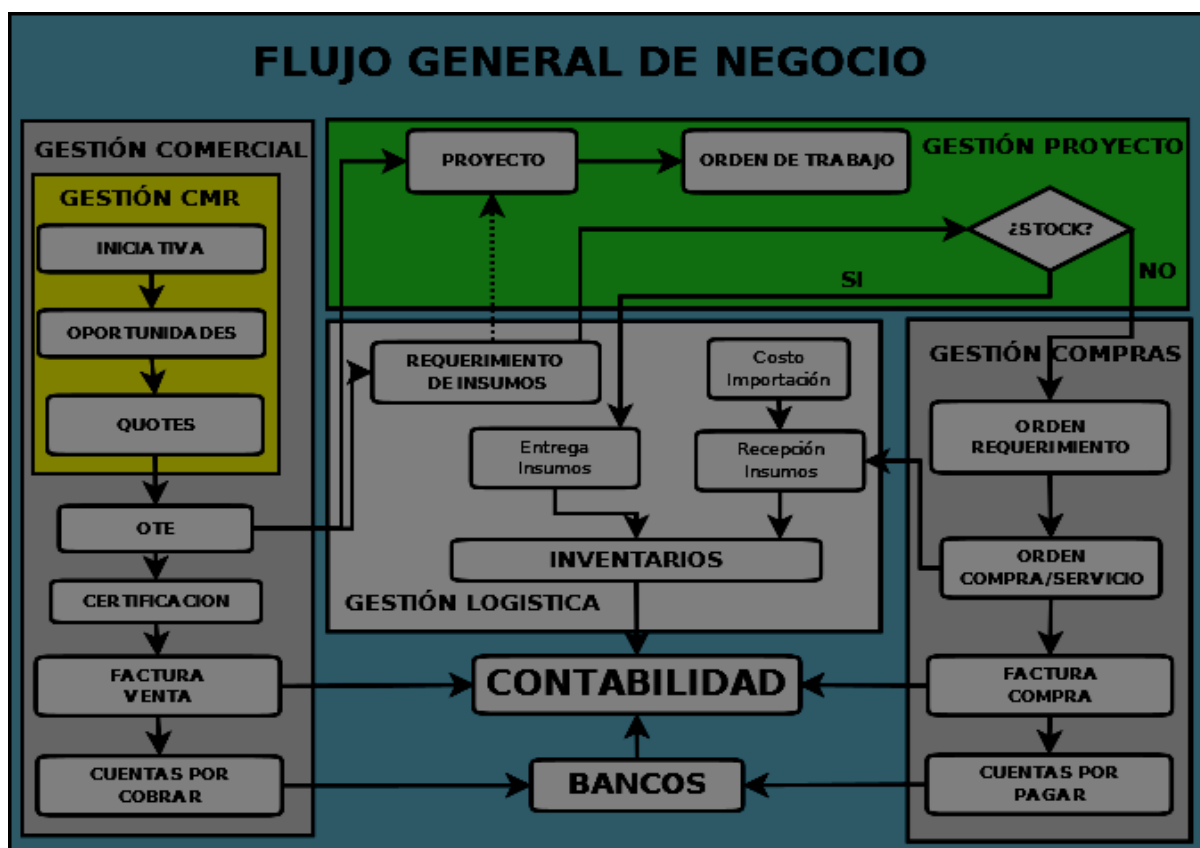 FLUJO GENERAL DE NEGOCIO
GESTIÓN COMERCIAL
GESTIÓN CMR
INICIATIVA
OPORTUNIDADES
QUOTES
OTE
CERTIFICACION
FACTURA
VENTA
CUENTAS POR
COBRAR
PROYECTO
ORDEN DE TRABAJO
GESTIÓN PROYECTO
¿STOCK?
SI
NO
REQUERIMIENTO
DE INSUMOS
Costo
Importación
Entrega
Insumos
Recepción
Insumos
INVENTARIOS
GESTIÓN LOGISTICA
GESTIÓN COMPRAS
ORDEN
REQUERIMIENTO
ORDEN
COMPRA/SERVICIO
FACTURA
COMPRA
CUENTAS POR
PAGAR
CONTABILIDAD
BANCOS